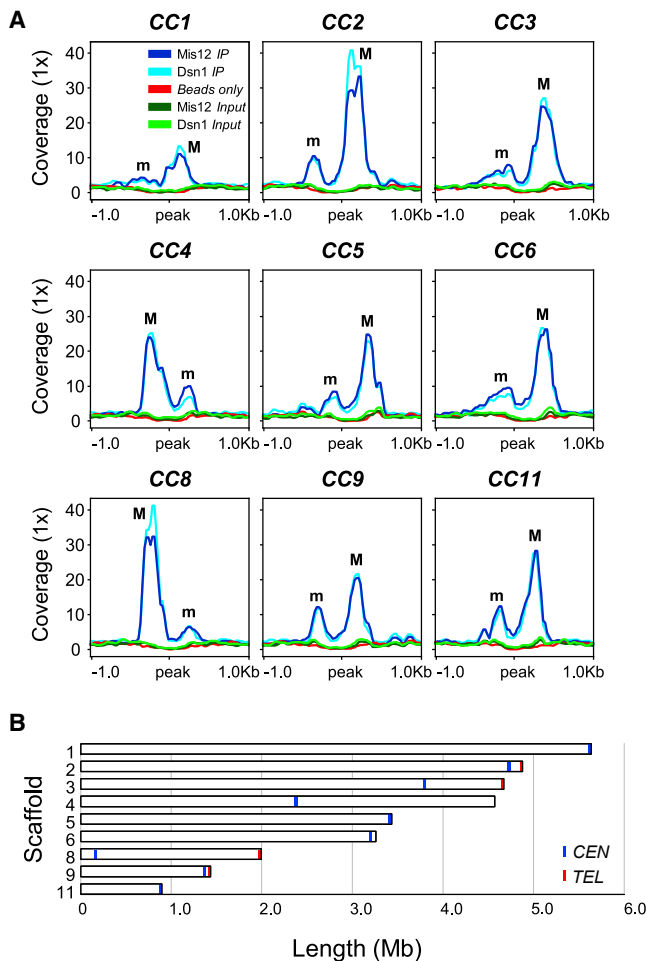 A
CC1 CC2 CC3
Coverage (1x)
40
30
20
10
0
Mis12 IP
Dsn1 IP
Beads only
Mis12 Input
Dsn1 Input
m M
m M
m M
-1.0 peak 1.0Kb
-1.0 peak 1.0Kb
-1.0 peak 1.0Kb
CC4 CC5 CC6
Coverage (1x)
40
30
20
10
0
M m
m M
m M
-1.0 peak 1.0Kb
-1.0 peak 1.0Kb
-1.0 peak 1.0Kb
CC8 CC9 CC11
Coverage (1x)
40
30
20
10
0
M m
m M
m M
-1.0 peak 1.0Kb
-1.0 peak 1.0Kb
-1.0 peak 1.0Kb
B
Scaffold
1
2
3
4
5
6
8
9
11
CEN
TEL
0 1.0 2.0 3.0 4.0 5.0 6.0
Length (Mb)